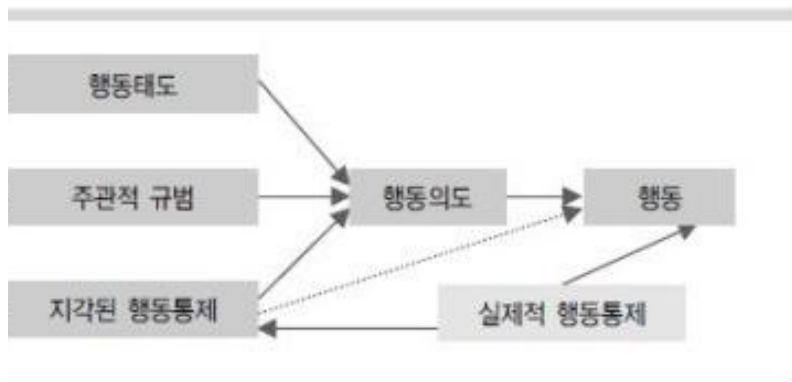 행동태도
주관적 규범
행동의도
행동
지각된 행동통제
실제적 행동통제